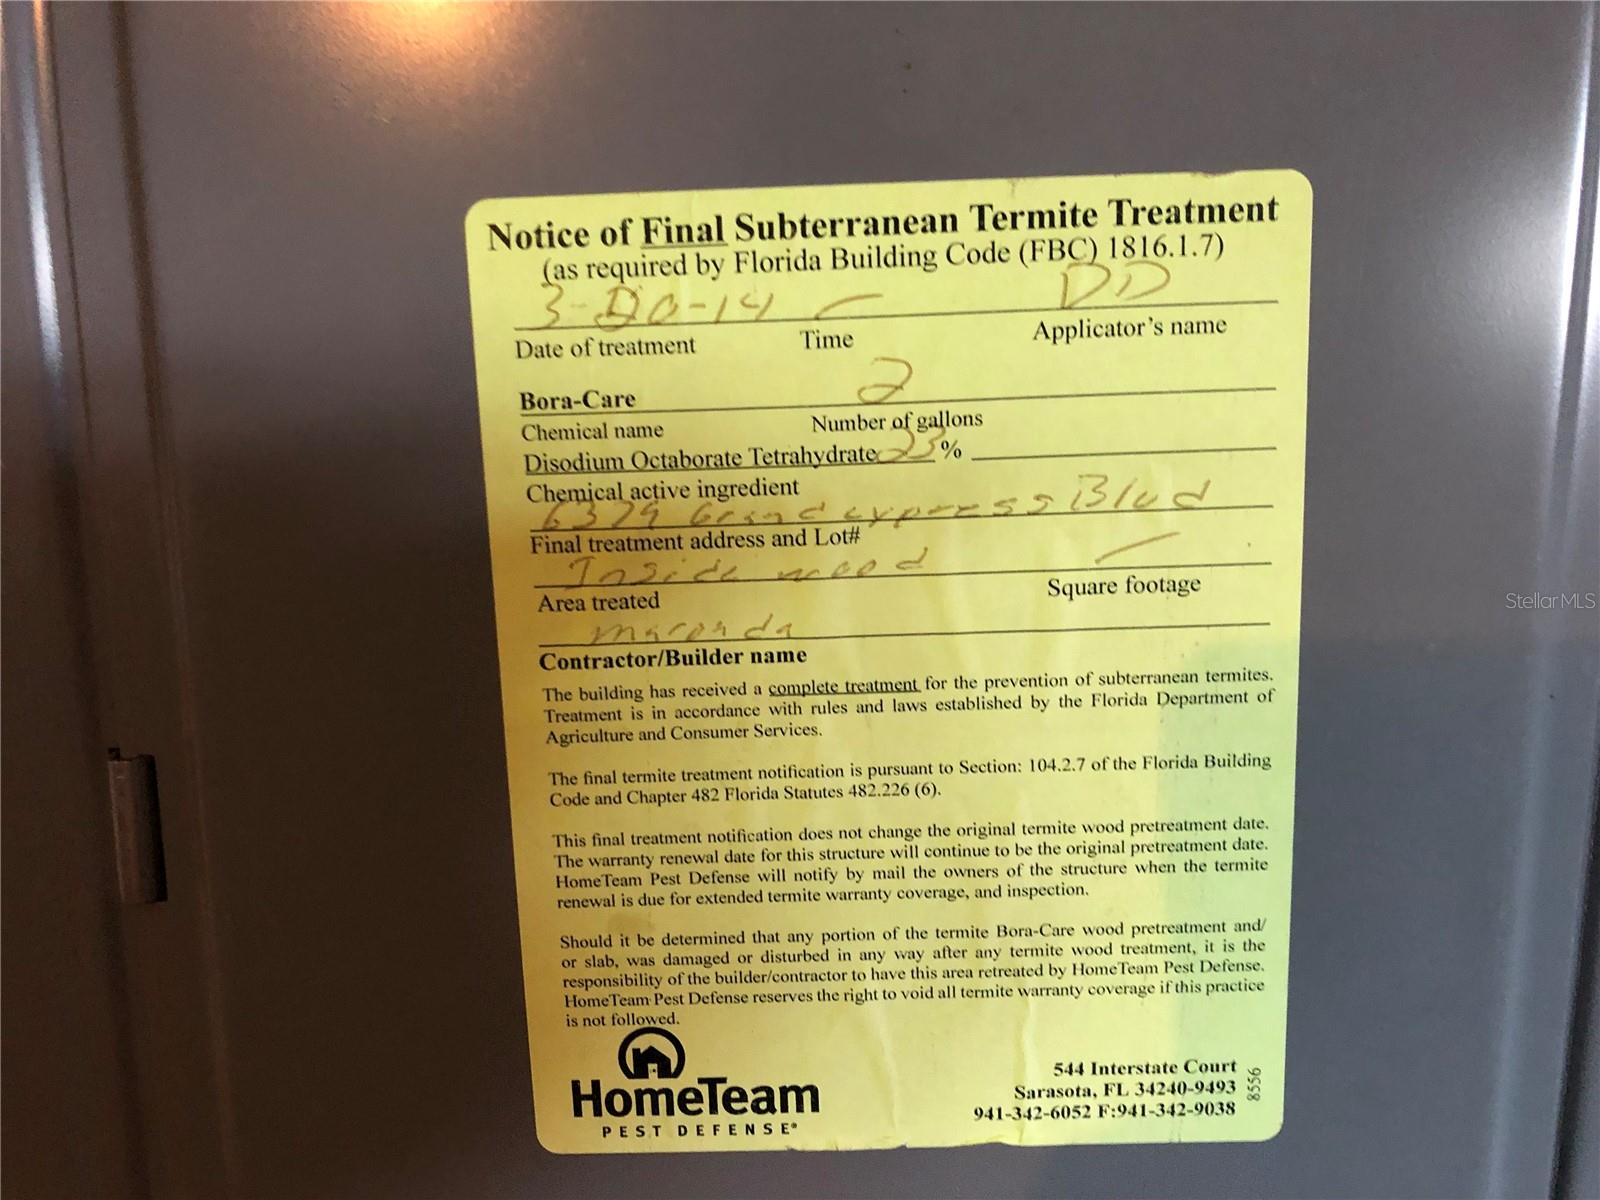 Notice of Final Subterranean Termite Treatment
(as required by Florida Building Code (FBC) 1816.1.7)
3-20-14 — DD
Date of treatment Time Applicator's name
Bora-Care 2
Chemical name Number of gallons
Disodium Octaborate Tetrahydrate 23 %
Chemical active ingredient
6379 Grand cypress Blvd
Final treatment address and Lot#
Inside wood —
Area treated Square footage
maronda
Contractor/Builder name
The building has received a complete treatment for the prevention of subterranean termites.
Treatment is in accordance with rules and laws established by the Florida Department of
Agriculture and Consumer Services.
The final termite treatment notification is pursuant to Section: 104.2.7 of the Florida Building
Code and Chapter 482 Florida Statutes 482.226 (6).
This final treatment notification does not change the original termite wood pretreatment date.
The warranty renewal date for this structure will continue to be the original pretreatment date.
HomeTeam Pest Defense will notify by mail the owners of the structure when the termite
renewal is due for extended termite warranty coverage, and inspection.
Should it be determined that any portion of the termite Bora-Care wood pretreatment and/
or slab, was damaged or disturbed in any way after any termite wood treatment, it is the
responsibility of the builder/contractor to have this area retreated by HomeTeam Pest Defense.
HomeTeam Pest Defense reserves the right to void all termite warranty coverage if this practice
is not followed.
HomeTeam
PEST DEFENSE®
544 Interstate Court
Sarasota, FL 34240-9493
941-342-6052 F:941-342-9038
8556
StellarMLS